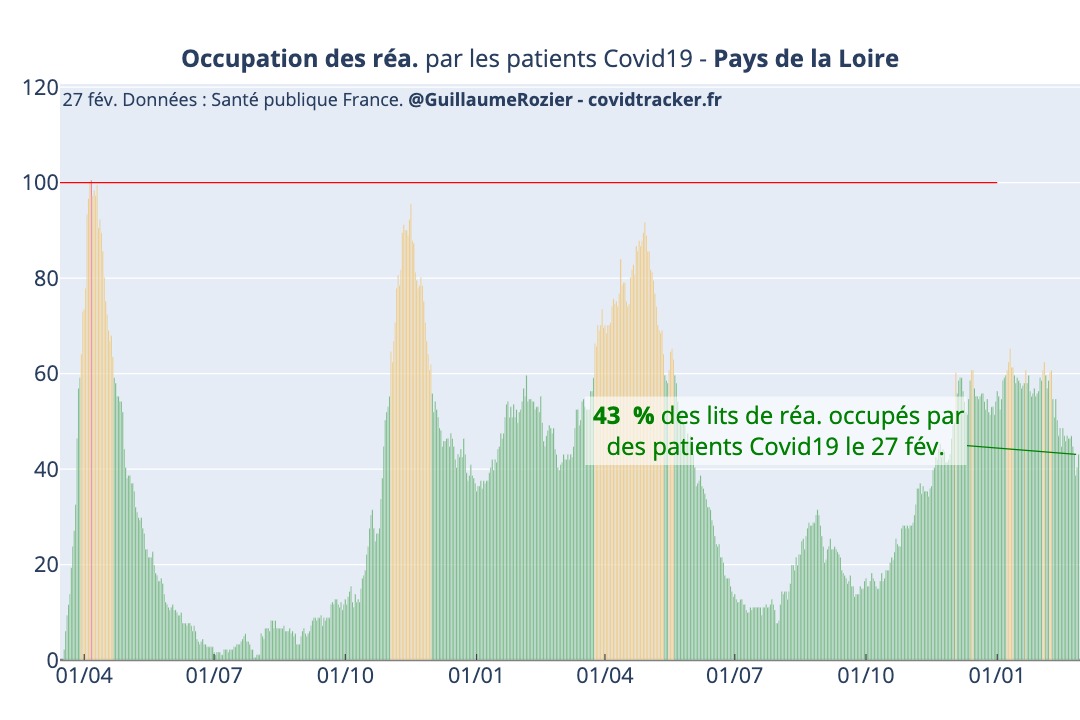 Occupation des réa. par les patients Covid19 - Pays de la Loire
120
27 fév. Données : Santé publique France. @GuillaumeRozier - covidtracker.fr
100
80
60
43 % des lits de réa. occupés par
des patients Covid19 le 27 fév.
40
20
0
01/04 01/07 01/10 01/01 01/04 01/07 01/10 01/01